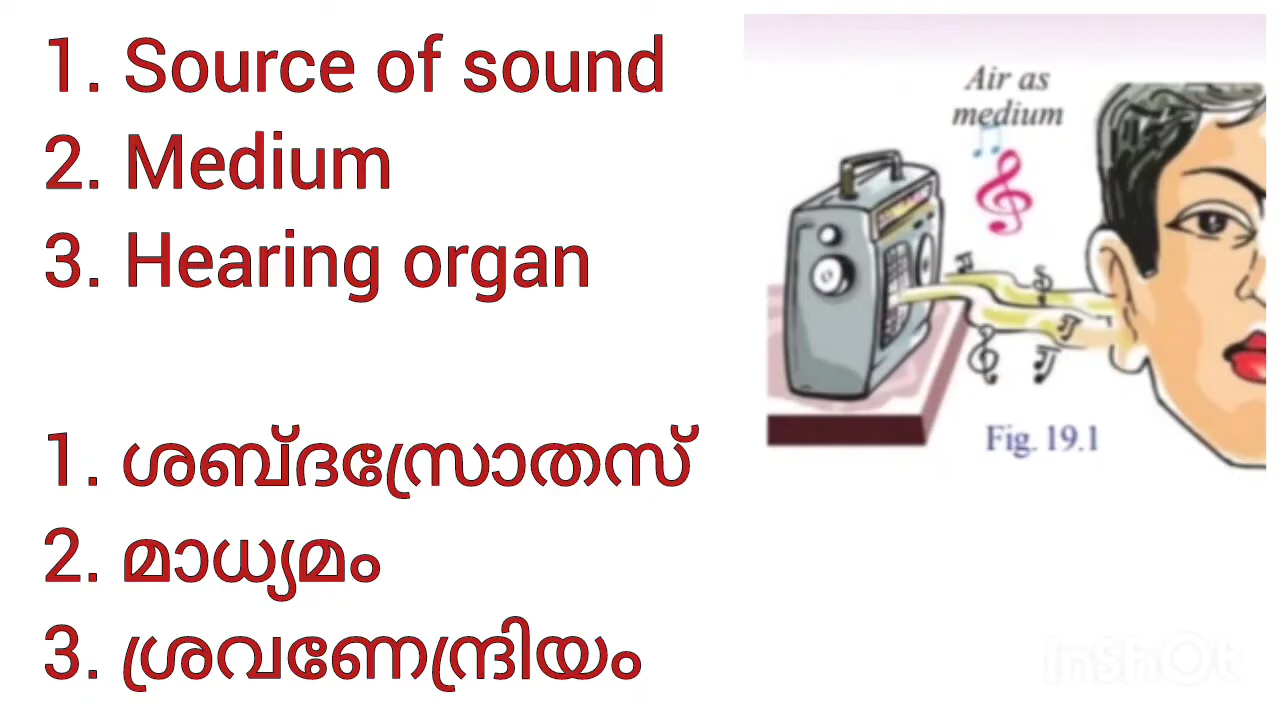 1. Source of sound
2. Medium
3. Hearing organ
1. ശബ്ദസ്രോതസ്
2. മാധ്യമം
3. ശ്രവണേന്ദ്രിയം
Air as
medium
Fig. 19.1
InShOt